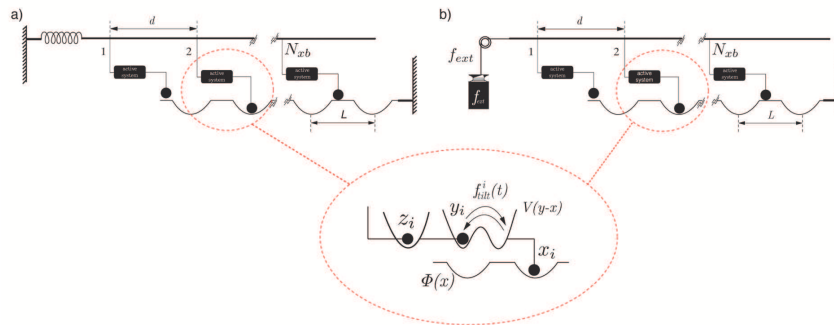 a)
d
1
2
N_{xb}
active
system
active
system
active
system
L
b)
f_{ext}
f_{ext}
d
1
2
N_{xb}
active
system
active
system
active
system
L
f^i_{tilt}(t)
z_i
y_i
V(y-x)
x_i
Φ(x)